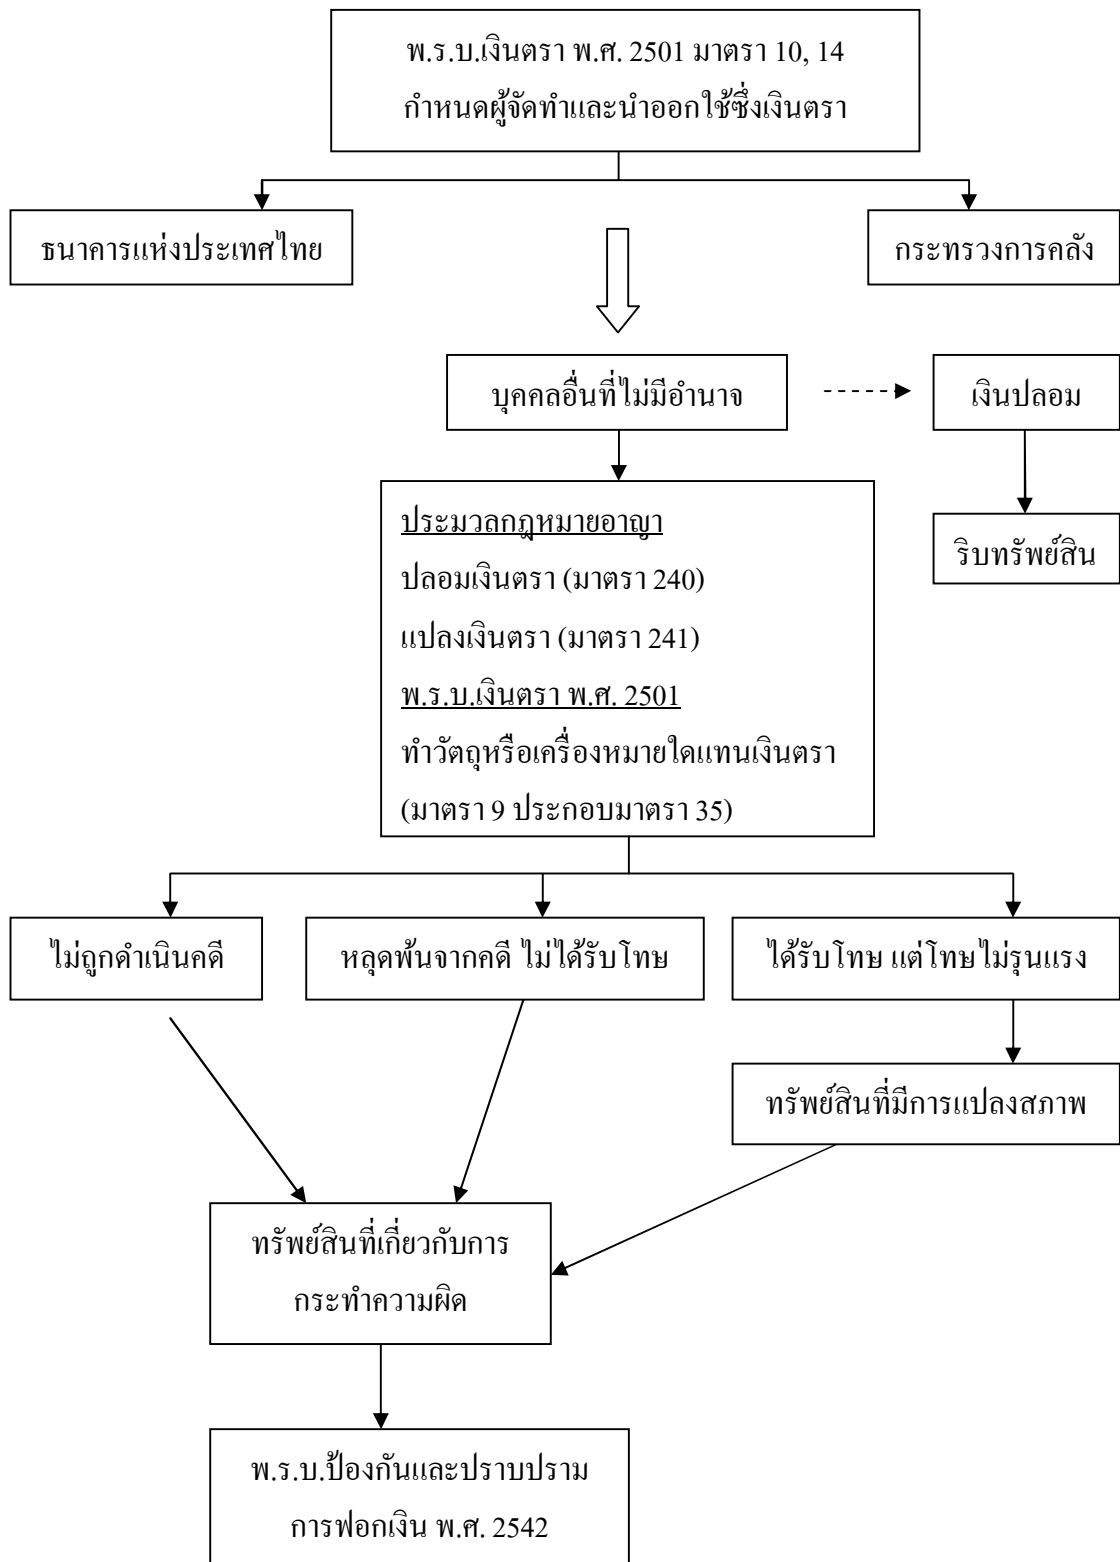 พ.ร.บ.เงินตรา พ.ศ. 2501 มาตรา 10, 14
กำหนดผู้จัดทำและนำออกใช้ซึ่งเงินตรา
ธนาคารแห่งประเทศไทย
กระทรวงการคลัง
บุคคลอื่นที่ไม่มีอำนาจ
เงินปลอม
ริบทรัพย์สิน
ประมวลกฎหมายอาญา
ปลอมเงินตรา (มาตรา 240)
แปลงเงินตรา (มาตรา 241)
พ.ร.บ.เงินตรา พ.ศ. 2501
ทำวัตถุหรือเครื่องหมายใดแทนเงินตรา
(มาตรา 9 ประกอบมาตรา 35)
ไม่ถูกดำเนินคดี
หลุดพ้นจากคดี ไม่ได้รับโทษ
ได้รับโทษ แต่โทษไม่รุนแรง
ทรัพย์สินที่มีการแปลงสภาพ
ทรัพย์สินที่เกี่ยวกับการ
กระทำความผิด
พ.ร.บ.ป้องกันและปราบปราม
การฟอกเงิน พ.ศ. 2542